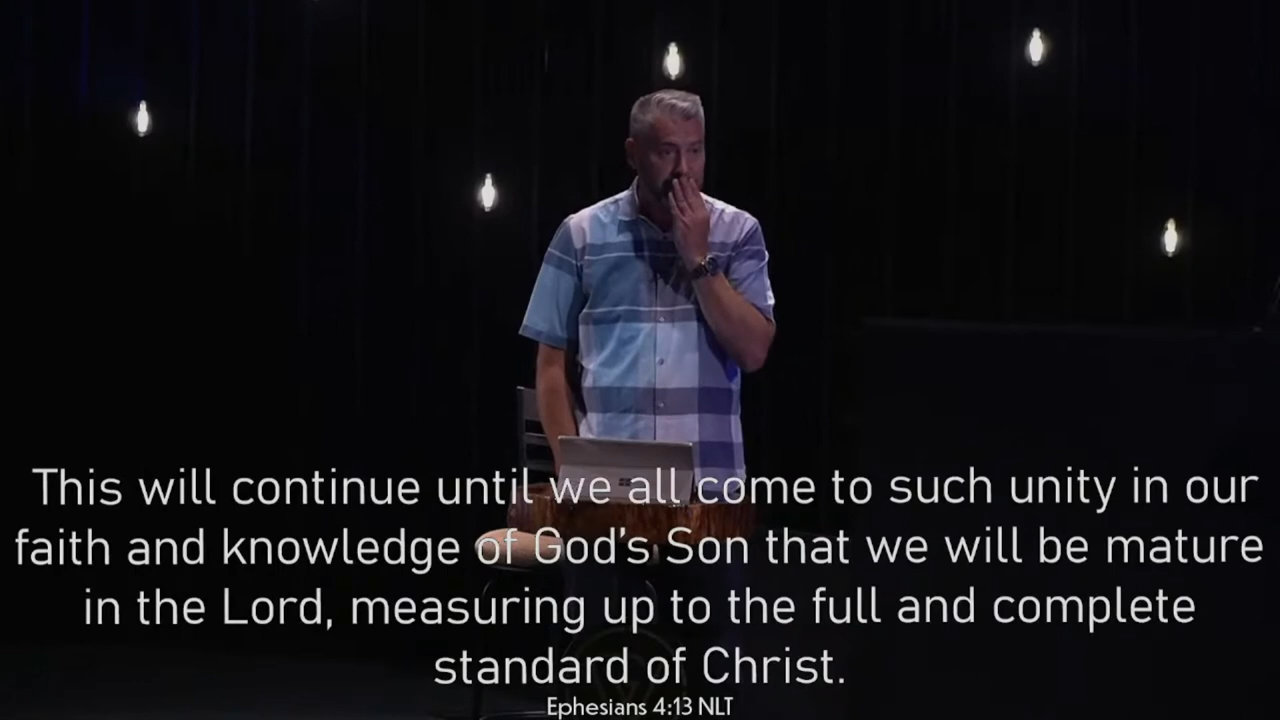 This will continue until we all come to such unity in our
faith and knowledge of God's Son that we will be mature
in the Lord, measuring up to the full and complete
standard of Christ.
Ephesians 4:13 NLT